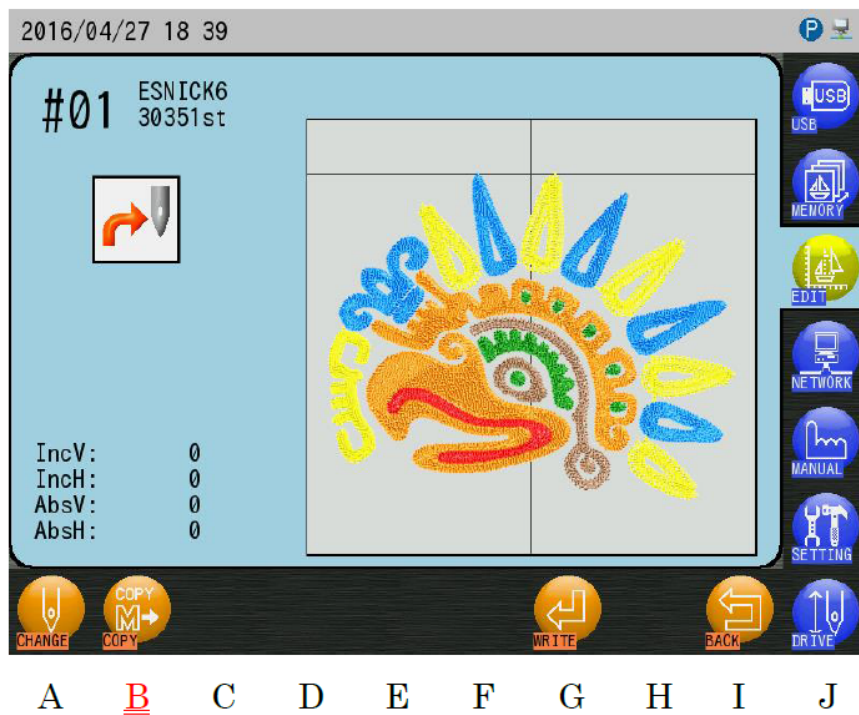 2016/04/27 18 39
P
#01
ESNICK6
30351st
USB
USB
MEMORY
EDIT
NETWORK
MANUAL
SETTING
DRIVE
IncV: 0
IncH: 0
AbsV: 0
AbsH: 0
CHANGE
COPY
M
COPY
WRITE
BACK
A B C D E F G H I J